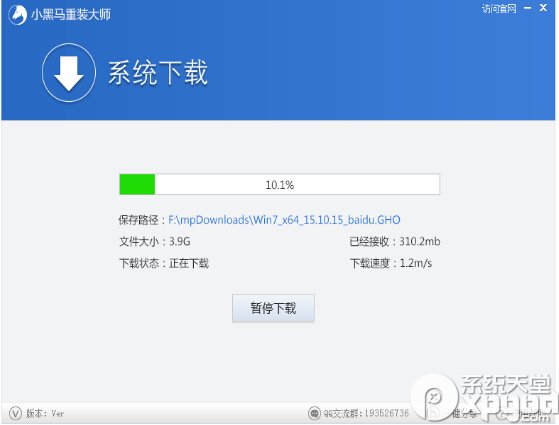 小黑马重装大师
访问官网
系统下载
10.1%
保存路径：F:\mpDownloads\Win7_x64_15.10.15_baidu.GHO
文件大小：3.9G
已经接收：310.2mb
下载状态：正在下载
下载速度：1.2m/s
暂停下载
系统天堂
xpgod
.com
版本：Ver
QQ交流群：193526736
键分